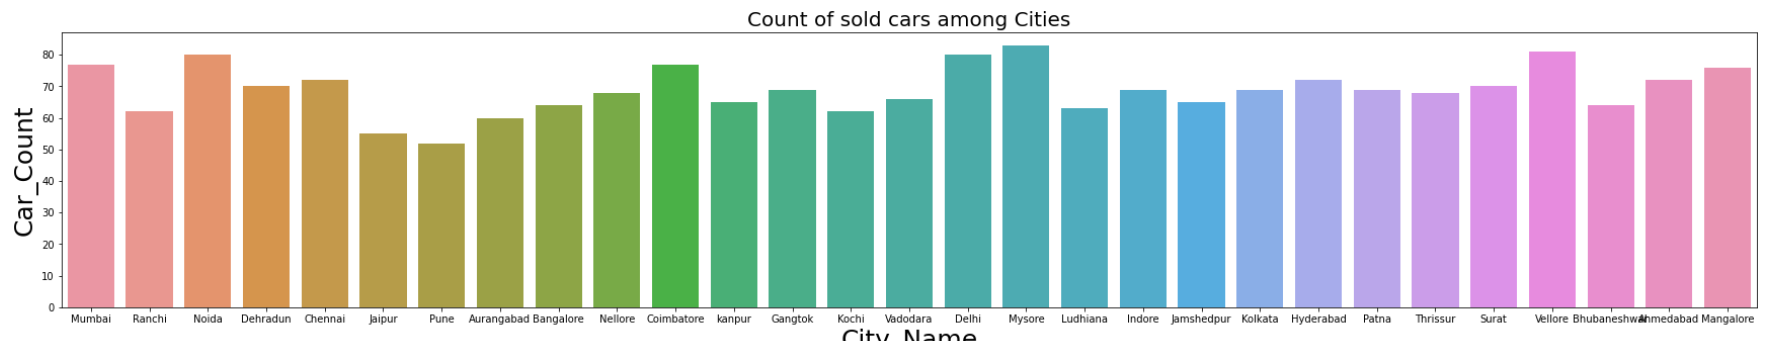 Count of sold cars among Cities
Car_Count
80
70
60
50
40
30
20
10
0
Mumbai Ranchi Noida Dehradun Chennai Jaipur Pune Aurangabad Bangalore Nellore Coimbatore kanpur Gangtok Kochi Vadodara Delhi Mysore Ludhiana Indore Jamshedpur Kolkata Hyderabad Patna Thrissur Surat Vellore Bhubaneshwar Ahmedabad Mangalore
City_Name